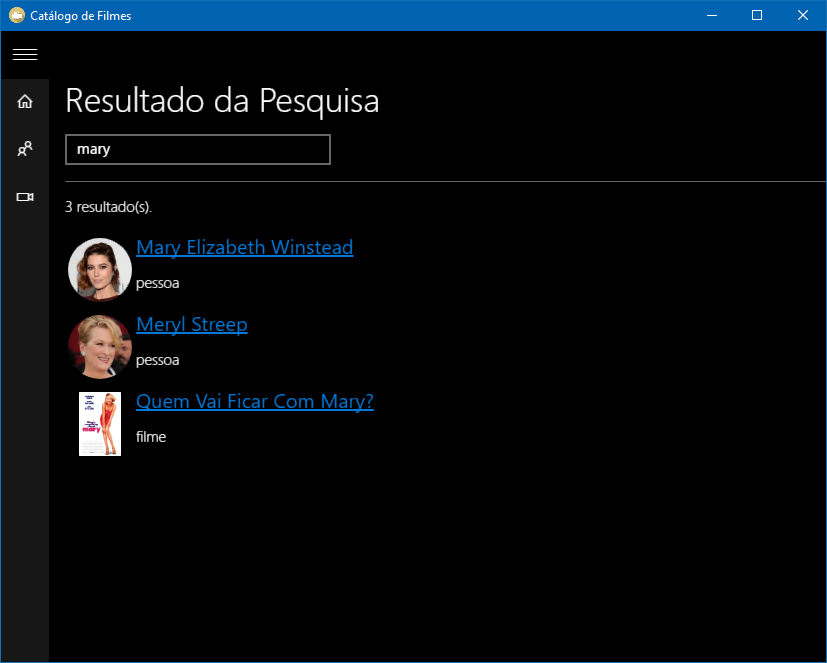 Catálogo de Filmes
Resultado da Pesquisa
mary
3 resultado(s).
Mary Elizabeth Winstead
pessoa
Meryl Streep
pessoa
Quem Vai Ficar Com Mary?
mary
filme